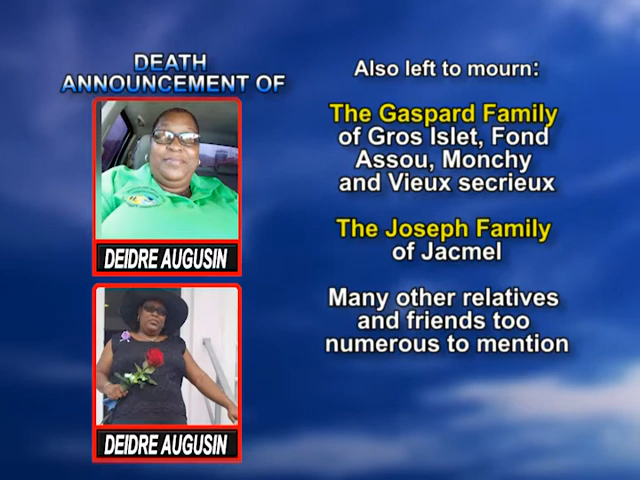 DEATH
ANNOUNCEMENT OF
DEIDRE AUGUSIN
DEIDRE AUGUSIN
Also left to mourn:
The Gaspard Family
of Gros Islet, Fond
Assou, Monchy
and Vieux secrieux
The Joseph Family
of Jacmel
Many other relatives
and friends too
numerous to mention